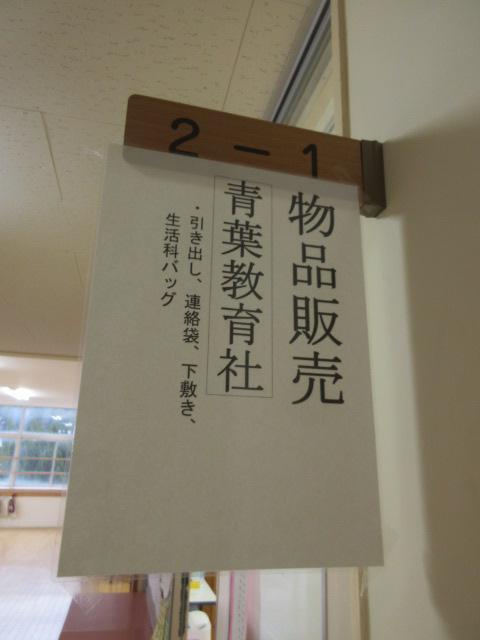 2-1
物品販売
青葉教育社
・引き出し、連絡袋、下敷き、
生活科バッグ